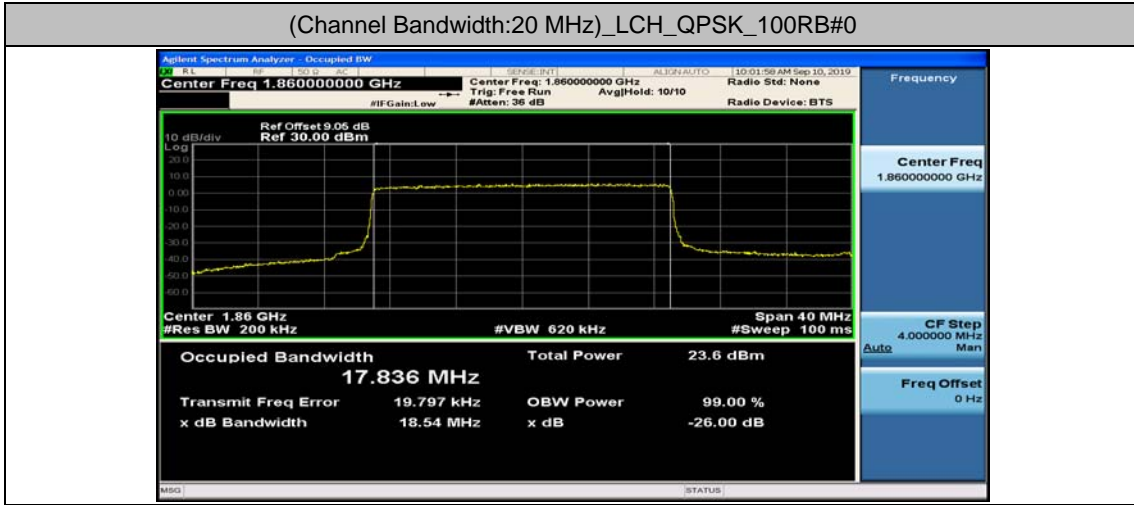 (Channel Bandwidth:20 MHz)_LCH_QPSK_100RB#0
Agilent Spectrum Analyzer - Occupied BW
RL RF 50 Ω AC SENSE:INT ALIGN AUTO 10:01:58 AM Sep 10, 2019
Center Freq 1.860000000 GHz
Center Freq: 1.860000000 GHz
Radio Std: None
Trig: Free Run Avg|Hold: 10/10
#IFGain:Low
#Atten: 36 dB
Radio Device: BTS
Ref Offset 9.05 dB
10 dB/div Ref 30.00 dBm
Log
20.0
10.0
0.00
-10.0
-20.0
-30.0
-40.0
-50.0
-60.0
Center 1.86 GHz Span 40 MHz
#Res BW 200 kHz #VBW 620 kHz #Sweep 100 ms
Occupied Bandwidth Total Power 23.6 dBm
17.836 MHz
Transmit Freq Error 19.797 kHz OBW Power 99.00 %
x dB Bandwidth 18.54 MHz x dB -26.00 dB
MSG STATUS
Frequency
Center Freq
1.860000000 GHz
CF Step
4.000000 MHz
Auto Man
Freq Offset
0 Hz